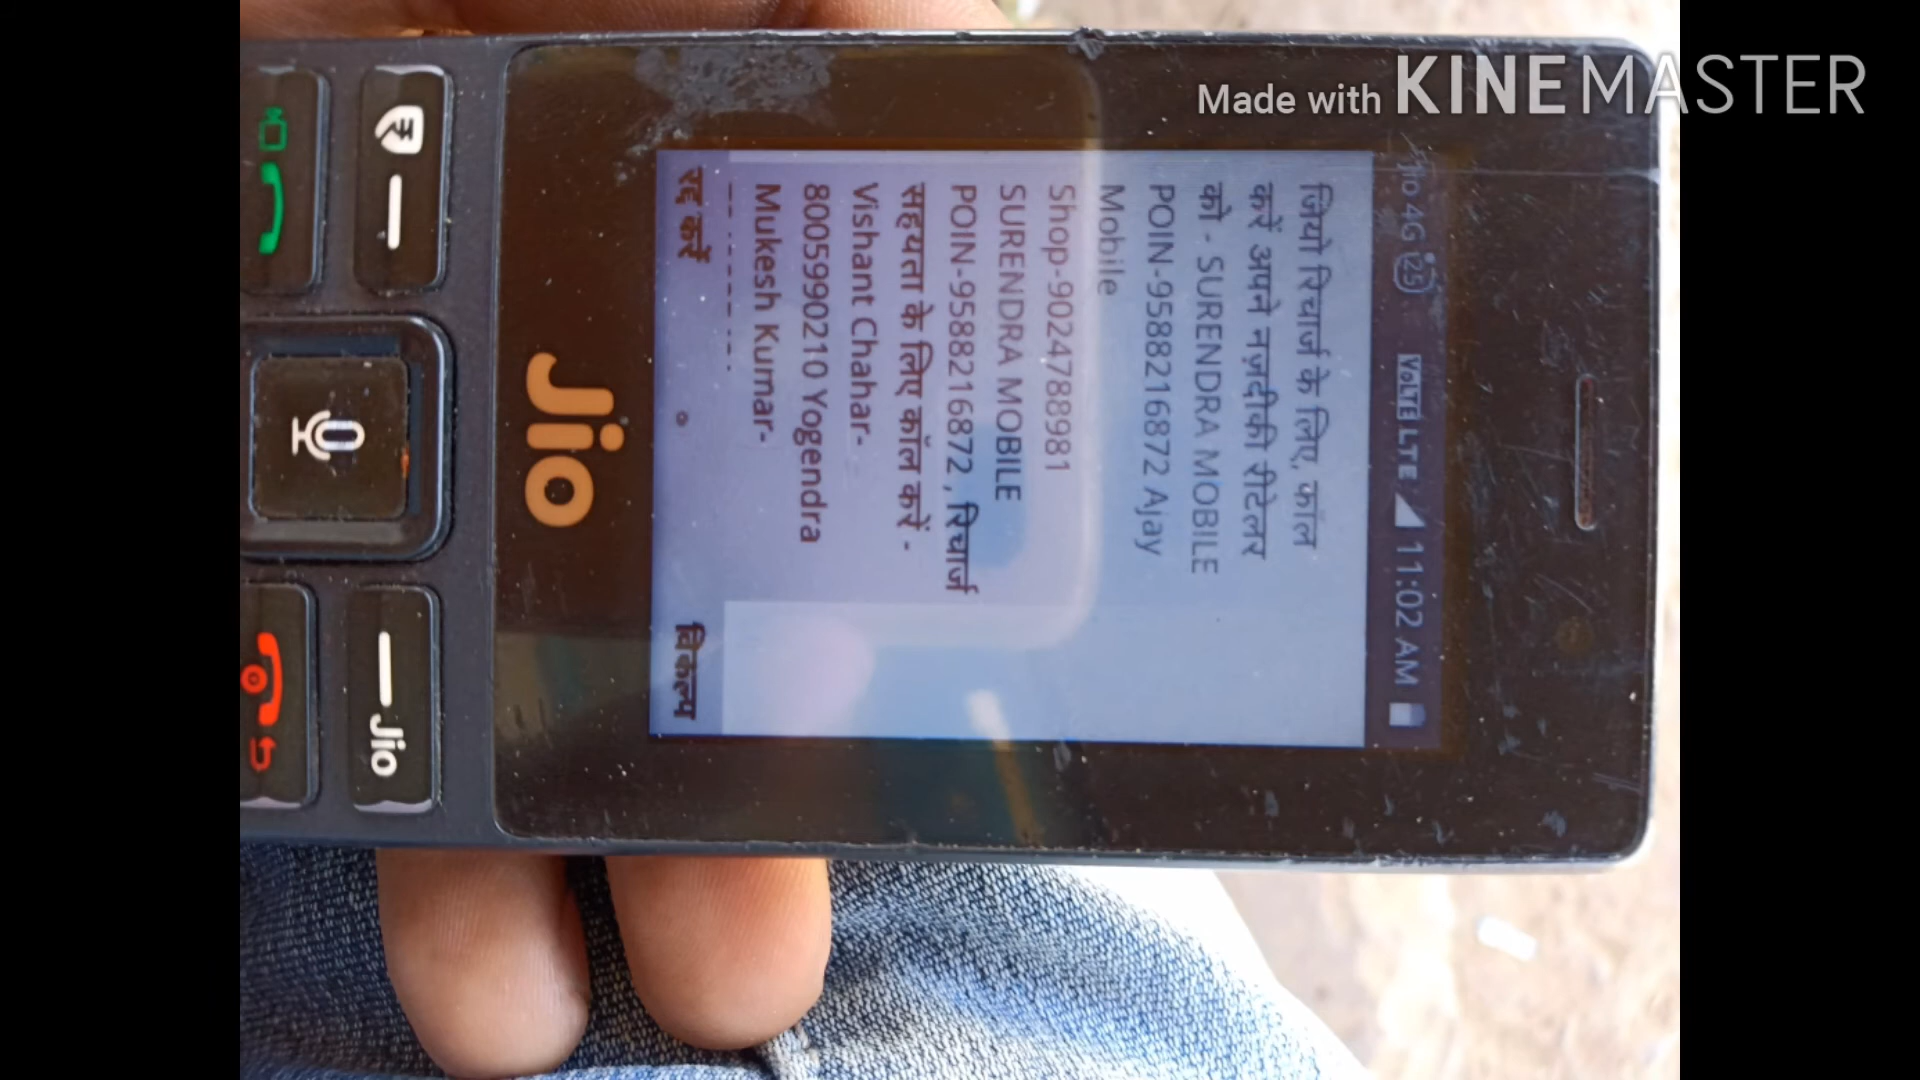 Made with KINEMASTER
Jio 4G 25 VoLTE LTE 11:02 AM
जियो रिचार्ज के लिए, कॉल
करें अपने नज़दीकी रीटेलर
को - SURENDRA MOBILE
POIN-9588216872 Ajay
Mobile
Shop-9024788981
SURENDRA MOBILE
POIN-9588216872 , रिचार्ज
सहायता के लिए कॉल करें -
Vishant Chahar-
8005990210 Yogendra
Mukesh Kumar-
रद्द करें विकल्प
Jio
Jio